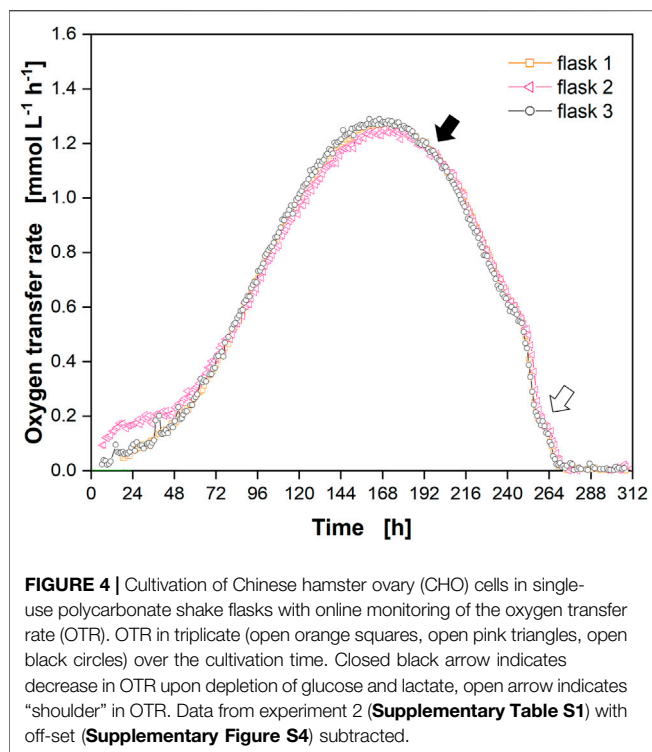 1.6
1.4
1.2
1.0
0.8
0.6
0.4
0.2
0.0
Oxygen transfer rate [mmol L⁻¹ h⁻¹]
flask 1
flask 2
flask 3
0 24 48 72 96 120 144 168 192 216 240 264 288 312
Time [h]
FIGURE 4 | Cultivation of Chinese hamster ovary (CHO) cells in single-
use polycarbonate shake flasks with online monitoring of the oxygen transfer
rate (OTR). OTR in triplicate (open orange squares, open pink triangles, open
black circles) over the cultivation time. Closed black arrow indicates
decrease in OTR upon depletion of glucose and lactate, open arrow indicates
“shoulder” in OTR. Data from experiment 2 (Supplementary Table S1) with
off-set (Supplementary Figure S4) subtracted.